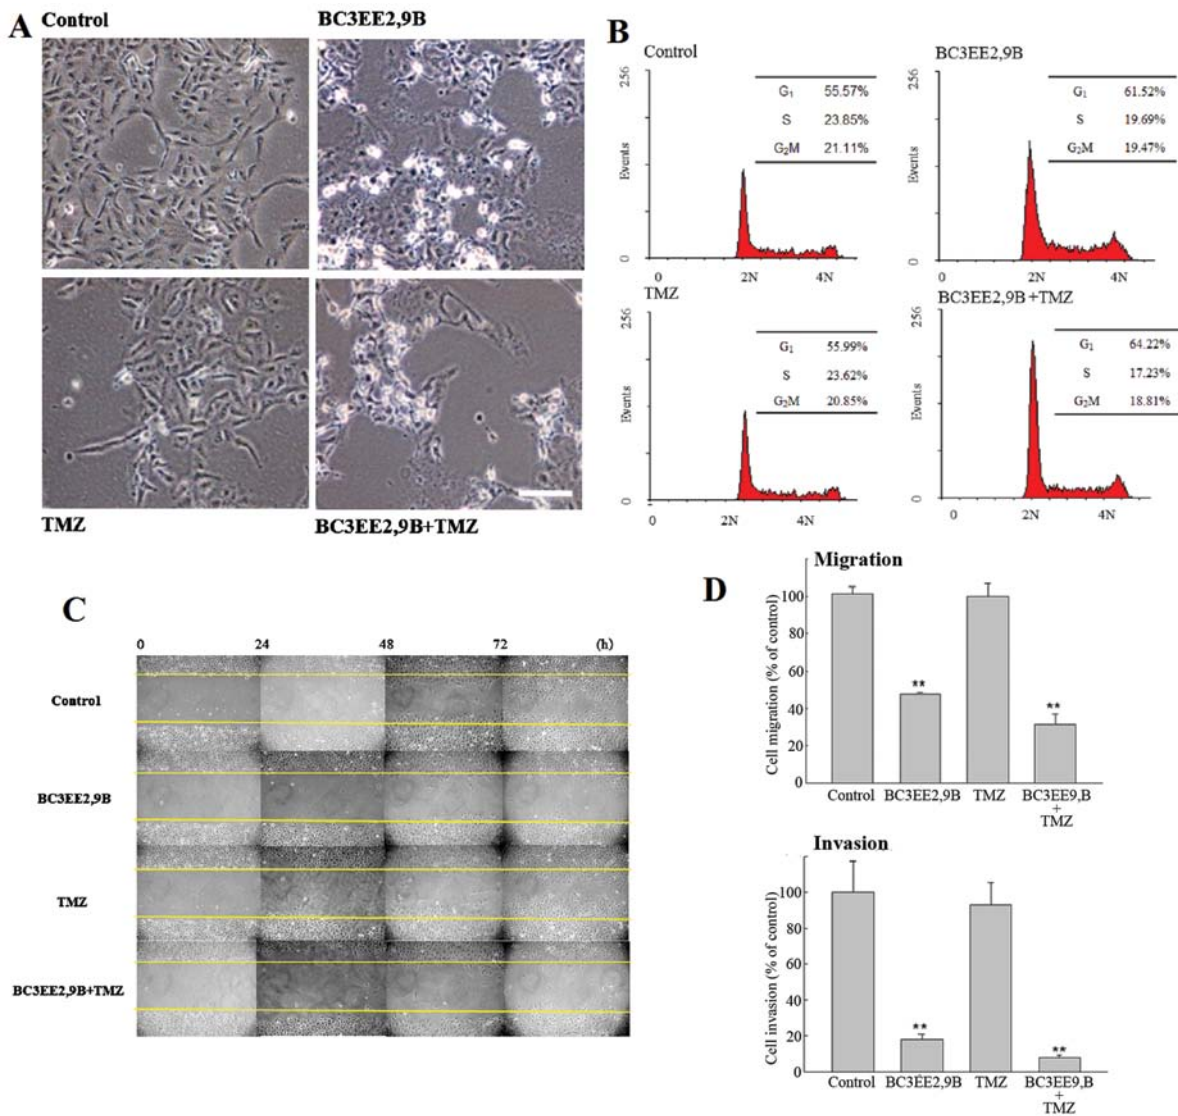 A
Control
BC3EE2,9B
TMZ
BC3EE2,9B+TMZ
B
Control
256
Events
0
G1 55.57%
S 23.85%
G2M 21.11%
0 2N 4N
BC3EE2,9B
256
Events
0
G1 61.52%
S 19.69%
G2M 19.47%
0 2N 4N
TMZ
256
Events
0
G1 55.99%
S 23.62%
G2M 20.85%
0 2N 4N
BC3EE2,9B+TMZ
256
Events
0
G1 64.22%
S 17.23%
G2M 18.81%
0 2N 4N
C
0 24 48 72 (h)
Control
BC3EE2,9B
TMZ
BC3EE2,9B+TMZ
D
Migration
Cell migration (% of control)
100
80
60
40
20
0
**
**
Control BC3EE2,9B TMZ BC3EE9,B
+
TMZ
Invasion
Cell invasion (% of control)
100
80
60
40
20
0
**
**
Control BC3EE2,9B TMZ BC3EE9,B
+
TMZ